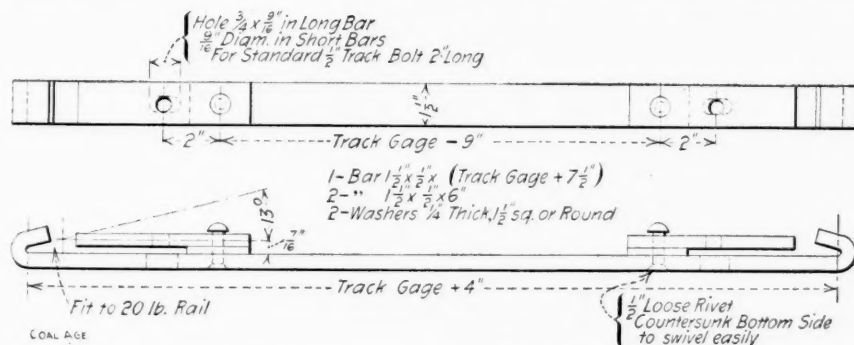 Hole 3/4" x 9/16" in Long Bar
Diam. in Short Bars
For Standard 1/2" Track Bolt 2" Long
1 1/2"
2"
Track Gage - 9"
2"
1- Bar 1 1/2" x 1/2" x (Track Gage + 7 1/2")
2- " 1 1/2" x 1/2" x 6"
2- Washers 1/4" Thick, 1 1/2" sq. or Round
13°
7/16"
Track Gage + 4"
Fit to 20 lb. Rail
1/2" Loose Rivet
Countersunk Bottom Side
to swivel easily
COAL AGE